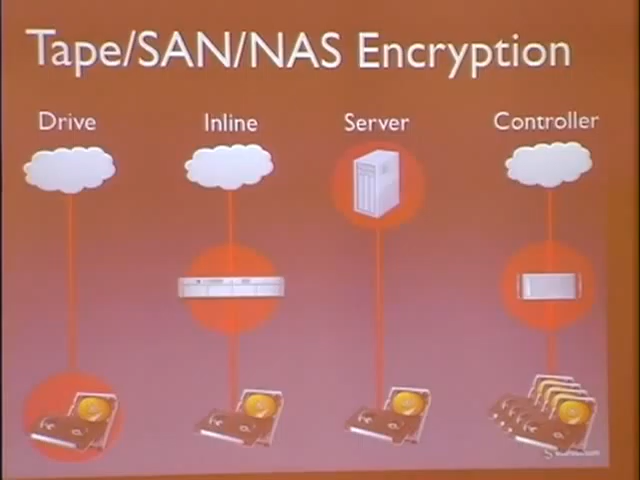 Tape/SAN/NAS Encryption
Drive
Inline
Server
Controller